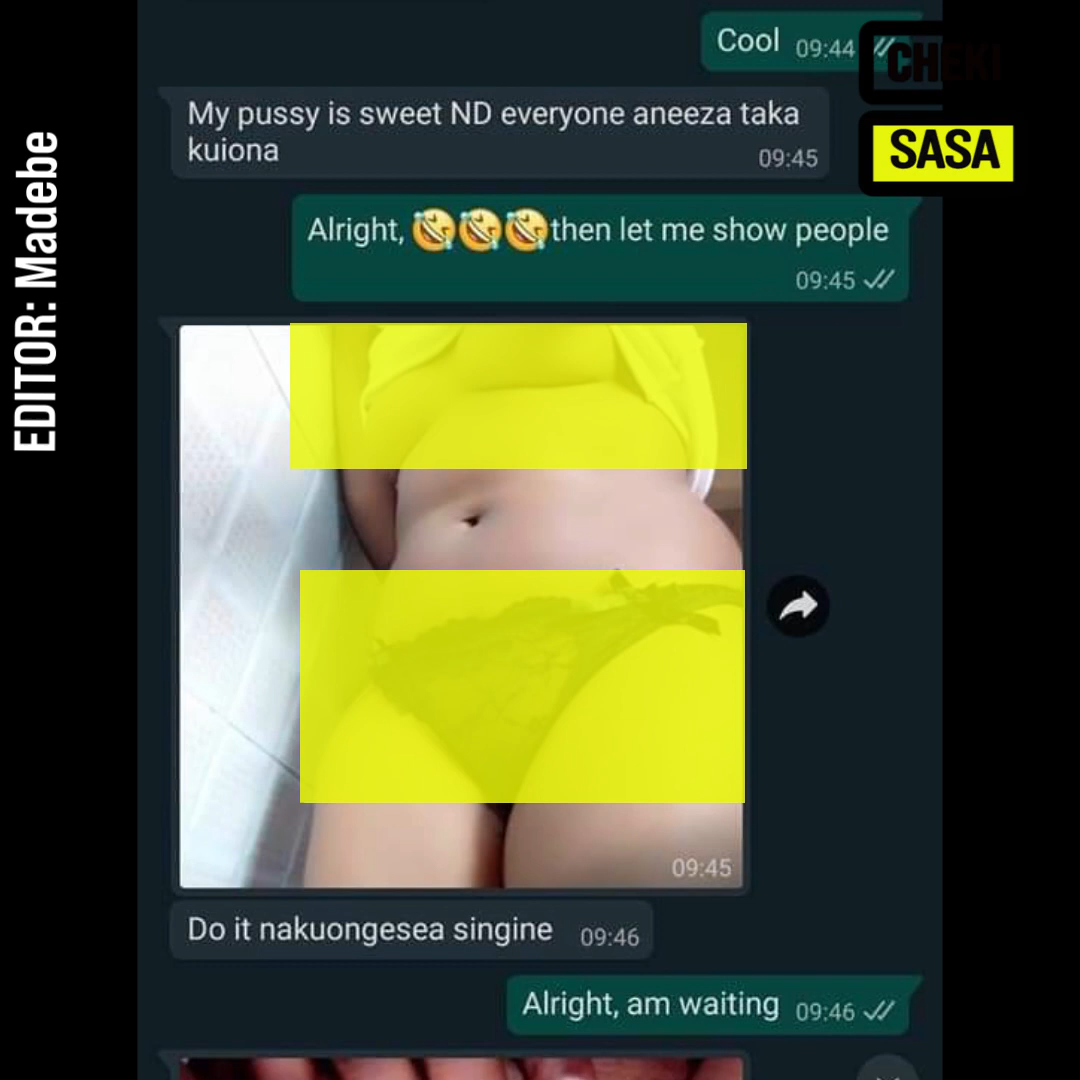 Cool 09:44
CHEKI
SASA
My pussy is sweet ND everyone aneeza taka
kuiona 09:45
Alright, 🤣🤣🤣then let me show people
09:45
EDITOR: Madebe
09:45
Do it nakuongesea singine 09:46
Alright, am waiting 09:46